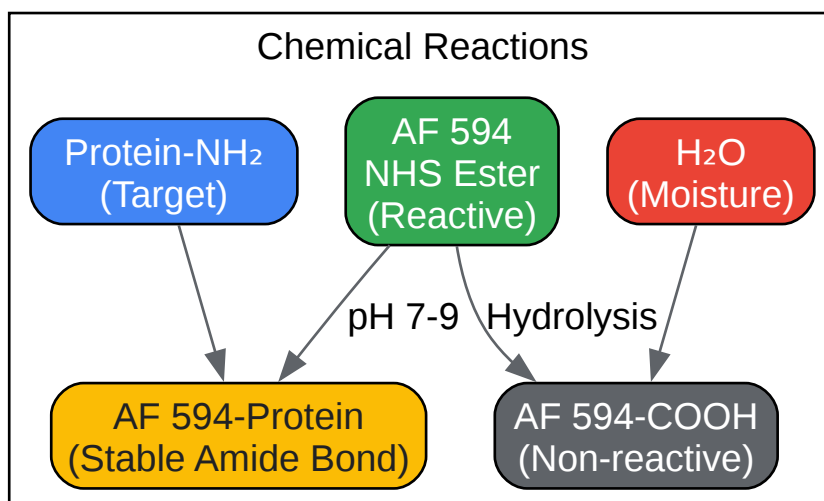 Chemical Reactions
Protein-NH₂
(Target)
AF 594
NHS Ester
(Reactive)
H₂O
(Moisture)
pH 7-9
Hydrolysis
AF 594-Protein
(Stable Amide Bond)
AF 594-COOH
(Non-reactive)